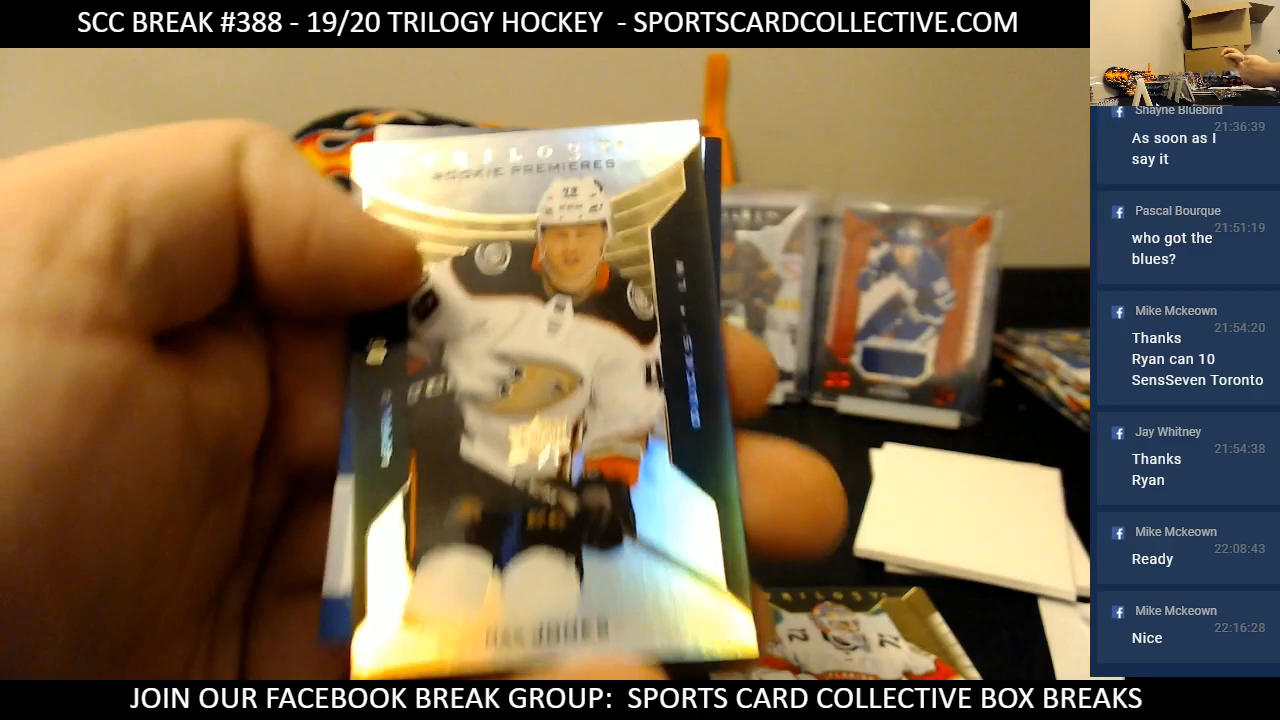 SCC BREAK #388 - 19/20 TRILOGY HOCKEY - SPORTSCARDCOLLECTIVE.COM
TRILOGY
ROOKIE PREMIERES
Shayne Bluebird
21:36:39
As soon as I
say it
Pascal Bourque
21:51:19
who got the
blues?
Mike Mckeown
21:54:20
Thanks
Ryan can 10
SensSeven Toronto
Jay Whitney
21:54:38
Thanks
Ryan
Mike Mckeown
22:08:43
Ready
Mike Mckeown
22:16:28
Nice
TRILOGY
72
72
JOIN OUR FACEBOOK BREAK GROUP: SPORTS CARD COLLECTIVE BOX BREAKS